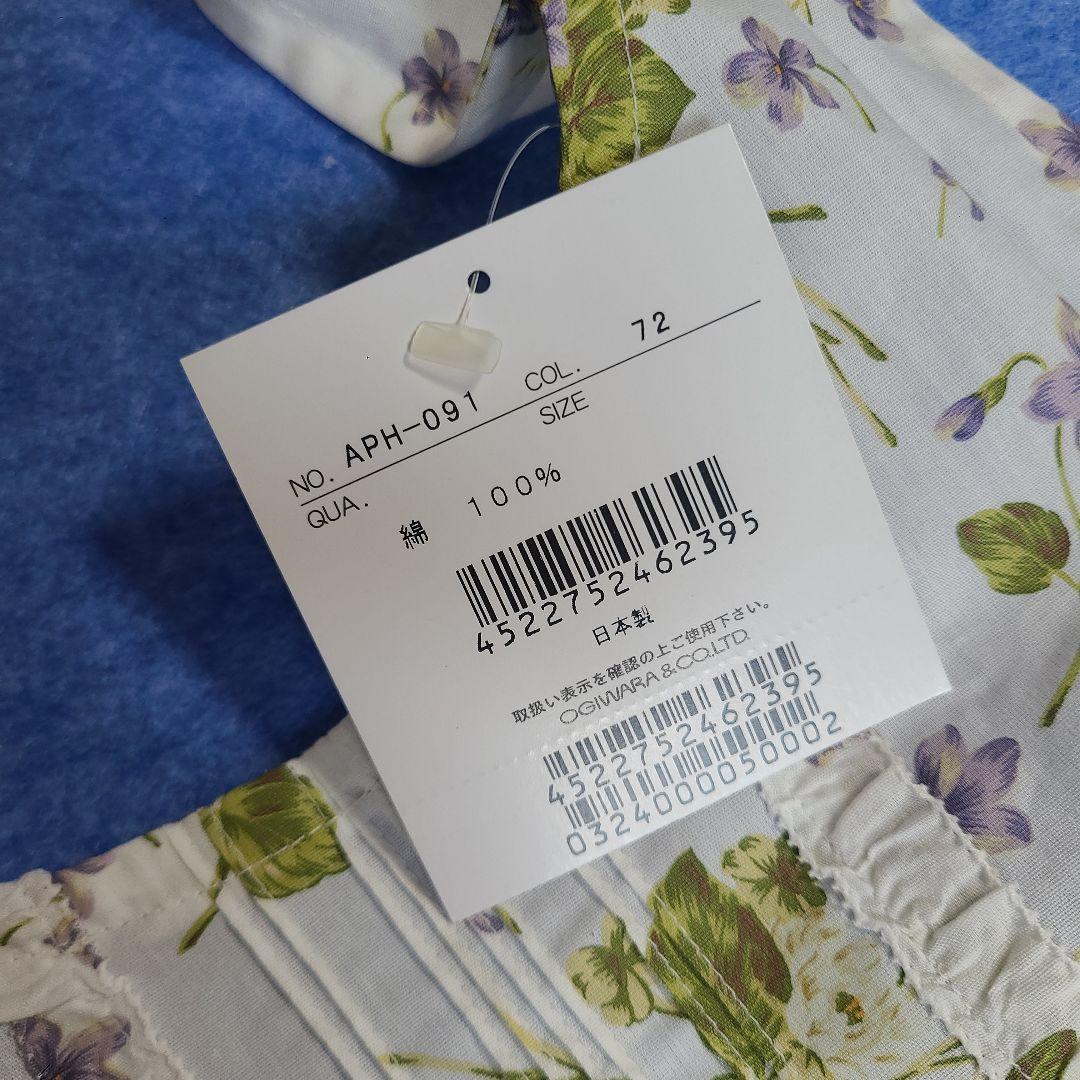 NO. APH-091 COL. 72
QUA. SIZE
綿 100%
4522752462395
日本製
取扱い表示を確認の上ご使用下さい。
OGIWARA & CO.LTD.
4522752462395
0324000050002